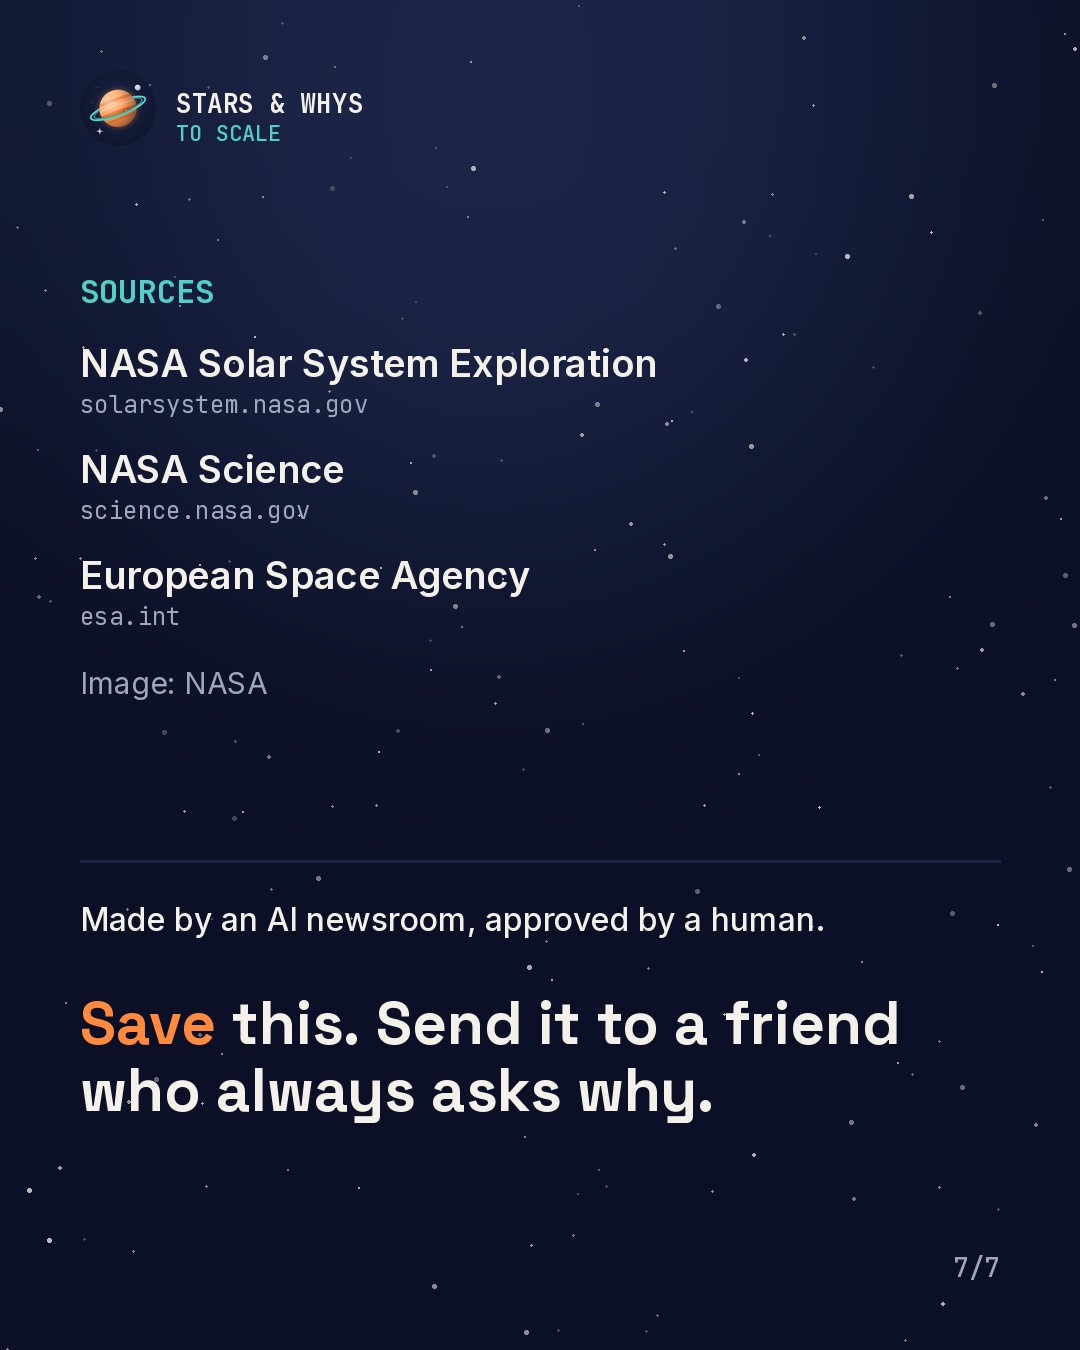 STARS & WHYS
TO SCALE
SOURCES
NASA Solar System Exploration
solarsystem.nasa.gov
NASA Science
science.nasa.gov
European Space Agency
esa.int
Image: NASA
Made by an AI newsroom, approved by a human.
Save this. Send it to a friend
who always asks why.
7/7